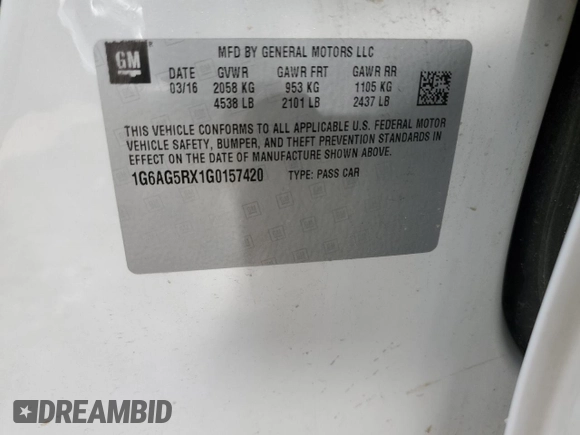 GM
MFD BY GENERAL MOTORS LLC
DATE GVWR GAWR FRT GAWR RR
03/16 2058 KG 953 KG 1105 KG
4538 LB 2101 LB 2437 LB
THIS VEHICLE CONFORMS TO ALL APPLICABLE U.S. FEDERAL MOTOR
VEHICLE SAFETY, BUMPER, AND THEFT PREVENTION STANDARDS IN
EFFECT ON THE DATE OF MANUFACTURE SHOWN ABOVE.
1G6AG5RX1G0157420 TYPE: PASS CAR
DREAMBID